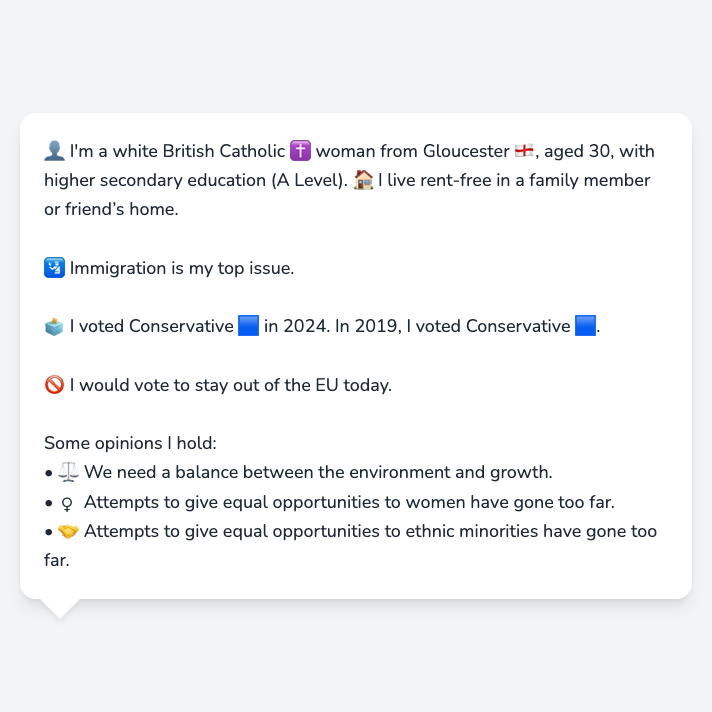 👤 I'm a white British Catholic ✝️ woman from Gloucester 🏴󠁧󠁢󠁥󠁮󠁧󠁿, aged 30, with
higher secondary education (A Level). 🏠 I live rent-free in a family member
or friend’s home.
🛂 Immigration is my top issue.
🗳️ I voted Conservative 🟦 in 2024. In 2019, I voted Conservative 🟦.
🚫 I would vote to stay out of the EU today.
Some opinions I hold:
• ⚖️ We need a balance between the environment and growth.
• ♀ Attempts to give equal opportunities to women have gone too far.
• 🤝 Attempts to give equal opportunities to ethnic minorities have gone too
far.